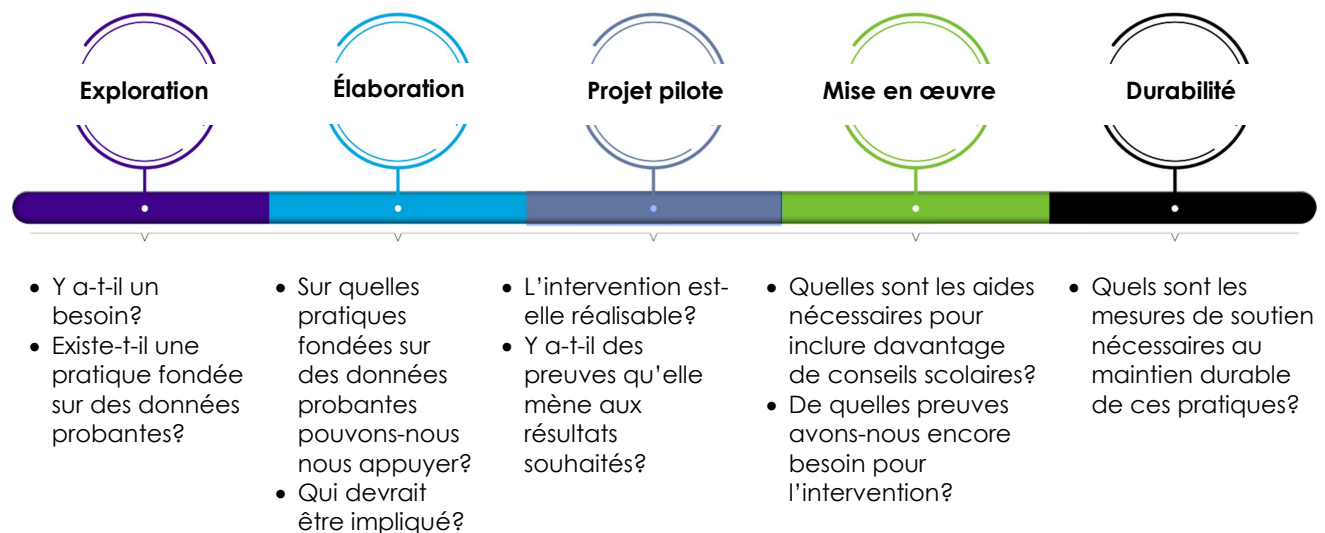 Exploration
Élaboration
Projet pilote
Mise en œuvre
Durabilité
• Y a-t-il un
besoin?
• Existe-t-il une
pratique fondée
sur des données
probantes?
• Sur quelles
pratiques
fondées sur
des données
probantes
pouvons-nous
nous appuyer?
• Qui devrait
être impliqué?
• L’intervention est-
elle réalisable?
• Y a-t-il des
preuves qu’elle
mène aux
résultats
souhaités?
• Quelles sont les aides
nécessaires pour
inclure davantage
de conseils scolaires?
• De quelles preuves
avons-nous encore
besoin pour
l’intervention?
• Quels sont les
mesures de soutien
nécessaires au
maintien durable
de ces pratiques?